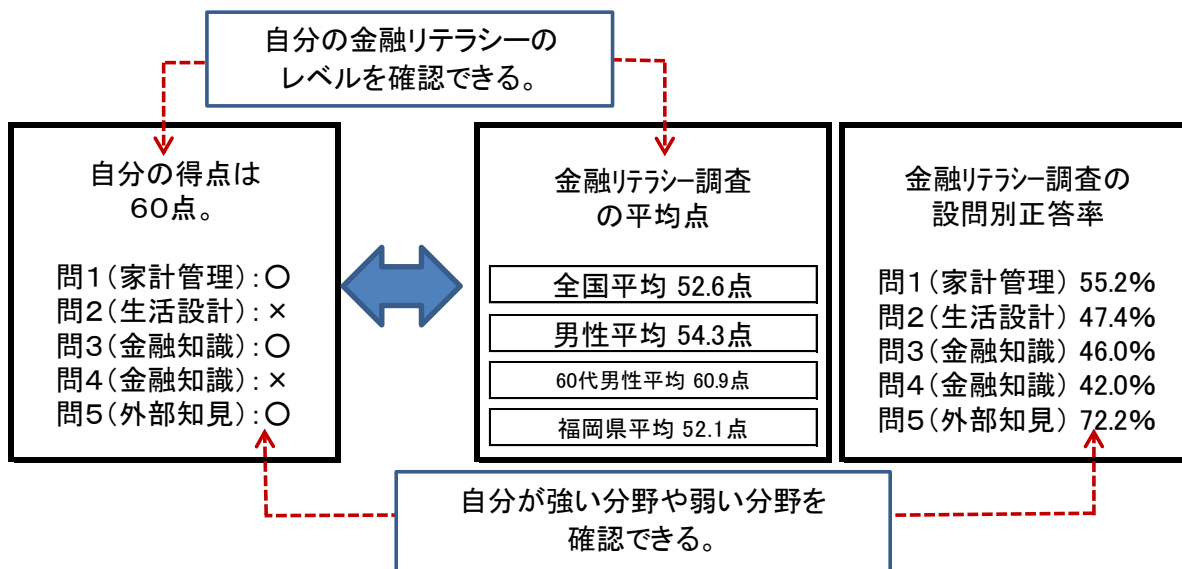 自分の金融リテラシーの
レベルを確認できる。
自分の得点は
60点。
問1(家計管理):○
問2(生活設計):×
問3(金融知識):○
問4(金融知識):×
問5(外部知見):○
金融リテラシー調査
の平均点
全国平均 52.6点
男性平均 54.3点
60代男性平均 60.9点
福岡県平均 52.1点
金融リテラシー調査の
設問別正答率
問1(家計管理) 55.2%
問2(生活設計) 47.4%
問3(金融知識) 46.0%
問4(金融知識) 42.0%
問5(外部知見) 72.2%
自分が強い分野や弱い分野を
確認できる。